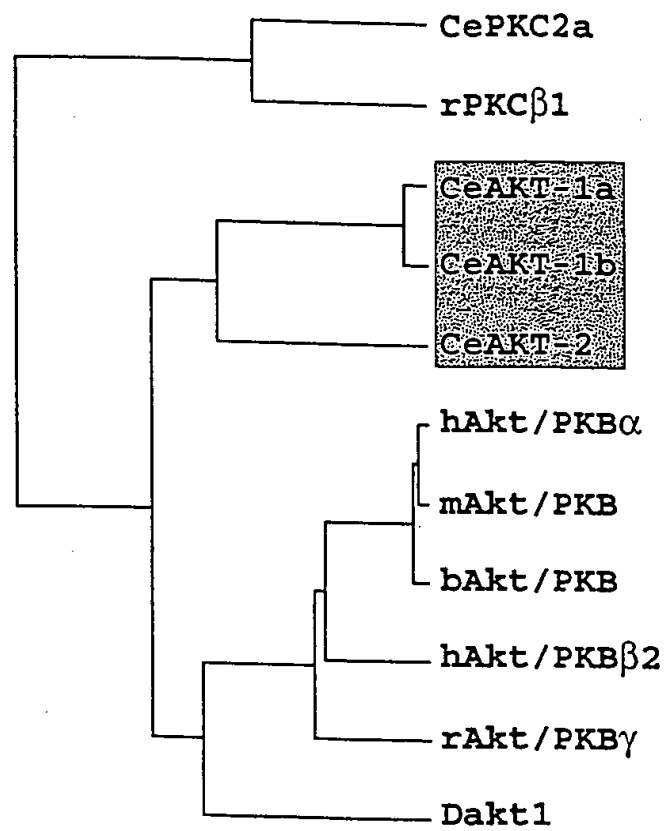 CePKC2a
rPKCβ1
CeAKT-1a
CeAKT-1b
CeAKT-2
hAkt/PKBα
mAkt/PKB
bAkt/PKB
hAkt/PKBβ2
rAkt/PKBγ
Dakt1